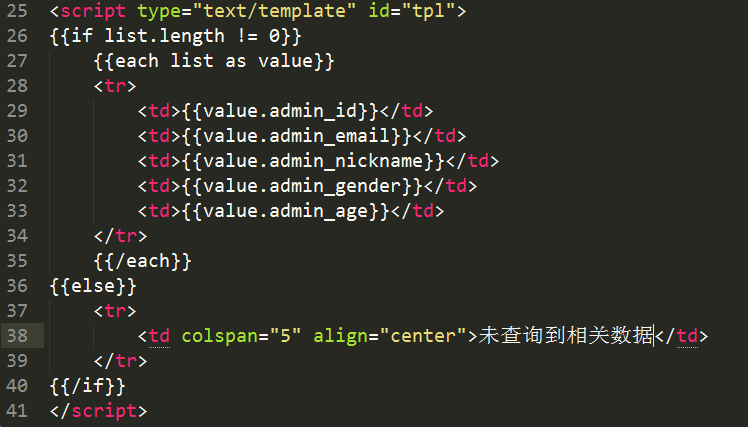 25 <script type="text/template" id="tpl">
26 {{if list.length != 0}}
27     {{each list as value}}
28     <tr>
29         <td>{{value.admin_id}}</td>
30         <td>{{value.admin_email}}</td>
31         <td>{{value.admin_nickname}}</td>
32         <td>{{value.admin_gender}}</td>
33         <td>{{value.admin_age}}</td>
34     </tr>
35     {{/each}}
36 {{else}}
37     <tr>
38         <td colspan="5" align="center">未查询到相关数据</td>
39     </tr>
40 {{/if}}
41 </script>